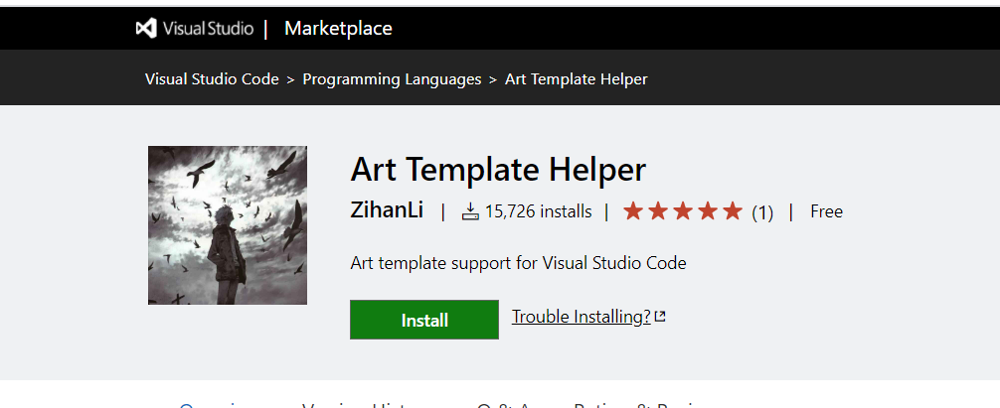 Visual Studio | Marketplace
Visual Studio Code > Programming Languages > Art Template Helper
Art Template Helper
ZihanLi | 15,726 installs | (1) | Free
Art template support for Visual Studio Code
Install Trouble Installing?